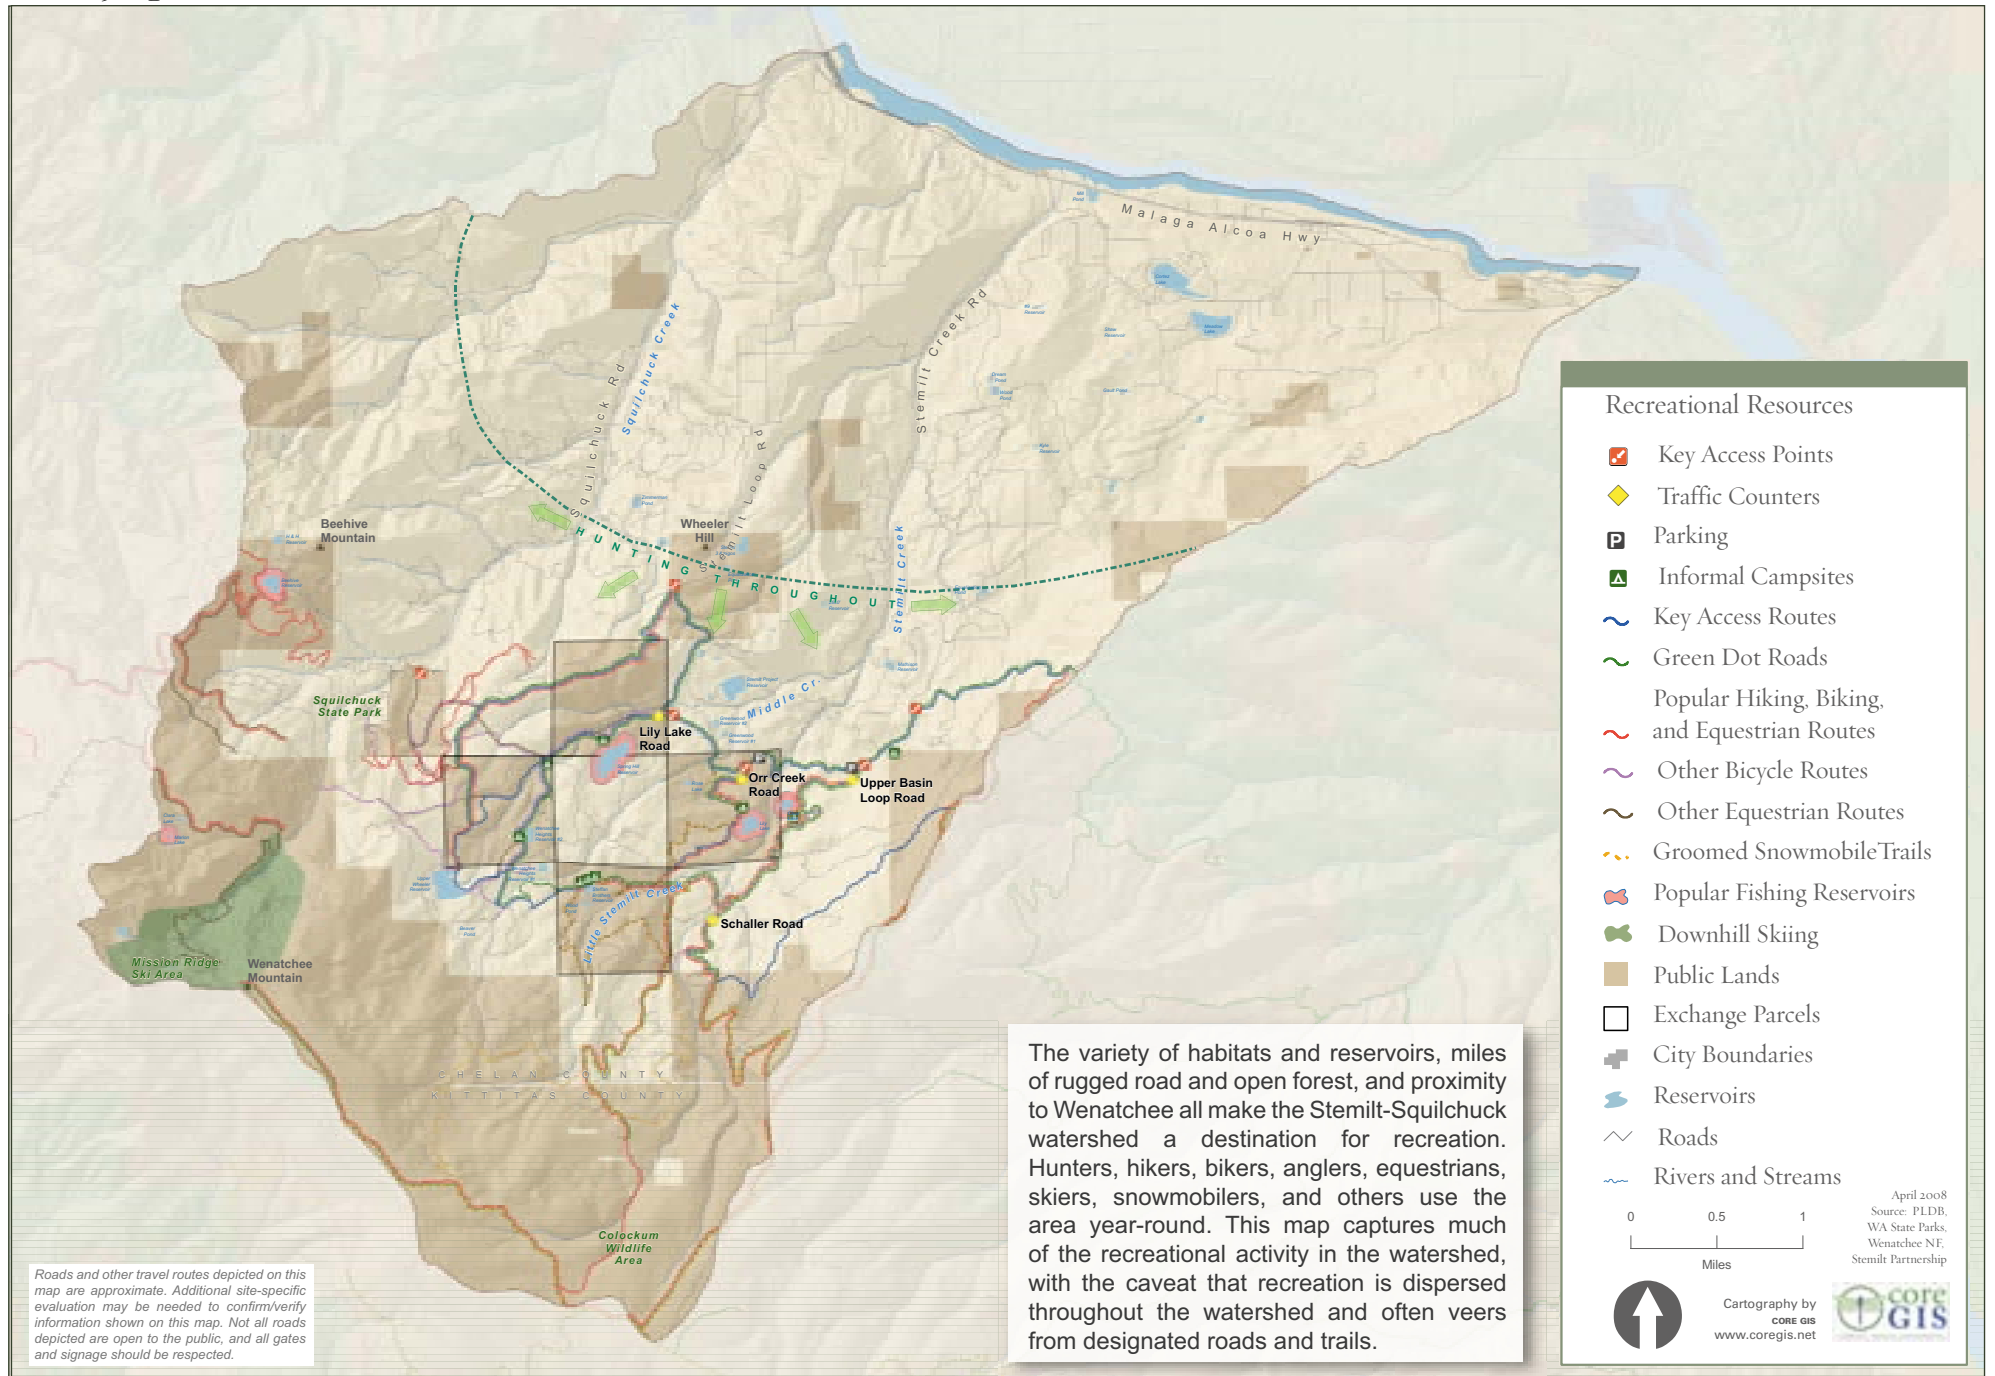 Malaga Alcoa Hwy
Stemilt Creek Rd
Squilchuck Creek
Squilchuck Rd
Stemilt Loop Rd
Beehive
Mountain
Wheeler
Hill
HUNTING THROUGHOUT
Stemilt Creek
Squilchuck
State Park
Middle Cr.
Lily Lake
Road
Orr Creek
Road
Upper Basin
Loop Road
Little Stemilt Creek
Schaller Road
Mission Ridge
Ski Area
Wenatchee
Mountain
CHELAN COUNTY
KITTITAS COUNTY
Colockum
Wildlife
Area
Roads and other travel routes depicted on this
map are approximate. Additional site-specific
evaluation may be needed to confirm/verify
information shown on this map. Not all roads
depicted are open to the public, and all gates
and signage should be respected.
The variety of habitats and reservoirs, miles
of rugged road and open forest, and proximity
to Wenatchee all make the Stemilt-Squilchuck
watershed a destination for recreation.
Hunters, hikers, bikers, anglers, equestrians,
skiers, snowmobilers, and others use the
area year-round. This map captures much
of the recreational activity in the watershed,
with the caveat that recreation is dispersed
throughout the watershed and often veers
from designated roads and trails.
Recreational Resources
Key Access Points
Traffic Counters
P Parking
Informal Campsites
Key Access Routes
Green Dot Roads
Popular Hiking, Biking,
and Equestrian Routes
Other Bicycle Routes
Other Equestrian Routes
Groomed SnowmobileTrails
Popular Fishing Reservoirs
Downhill Skiing
Public Lands
Exchange Parcels
City Boundaries
Reservoirs
Roads
Rivers and Streams
0 0.5 1
Miles
April 2008
Source: PLDB,
WA State Parks,
Wenatchee NF,
Stemilt Partnership
Cartography by
CORE GIS
www.coregis.net
core
GIS